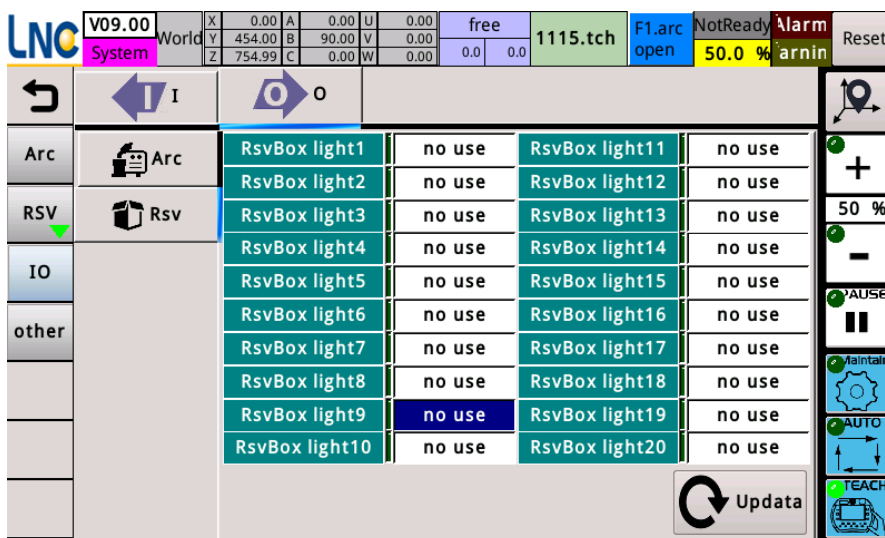 LNC V09.00 System World X 0.00 A 0.00 U 0.00 free 1115.tch F1.arc open NotReady Alarm Reset
Y 454.00 B 90.00 V 0.00
Z 754.99 C 0.00 W 0.00 0.0 0.0 50.0 % arnin
I I O O
Arc Arc RsvBox light1 no use RsvBox light11 no use
RsvBox light2 no use RsvBox light12 no use +
RSV Rsv RsvBox light3 no use RsvBox light13 no use 50 %
RsvBox light4 no use RsvBox light14 no use -
IO RsvBox light5 no use RsvBox light15 no use
RsvBox light6 no use RsvBox light16 no use PAUSE
other RsvBox light7 no use RsvBox light17 no use
RsvBox light8 no use RsvBox light18 no use Maintain
RsvBox light9 no use RsvBox light19 no use AUTO
RsvBox light10 no use RsvBox light20 no use
Updata TEACH